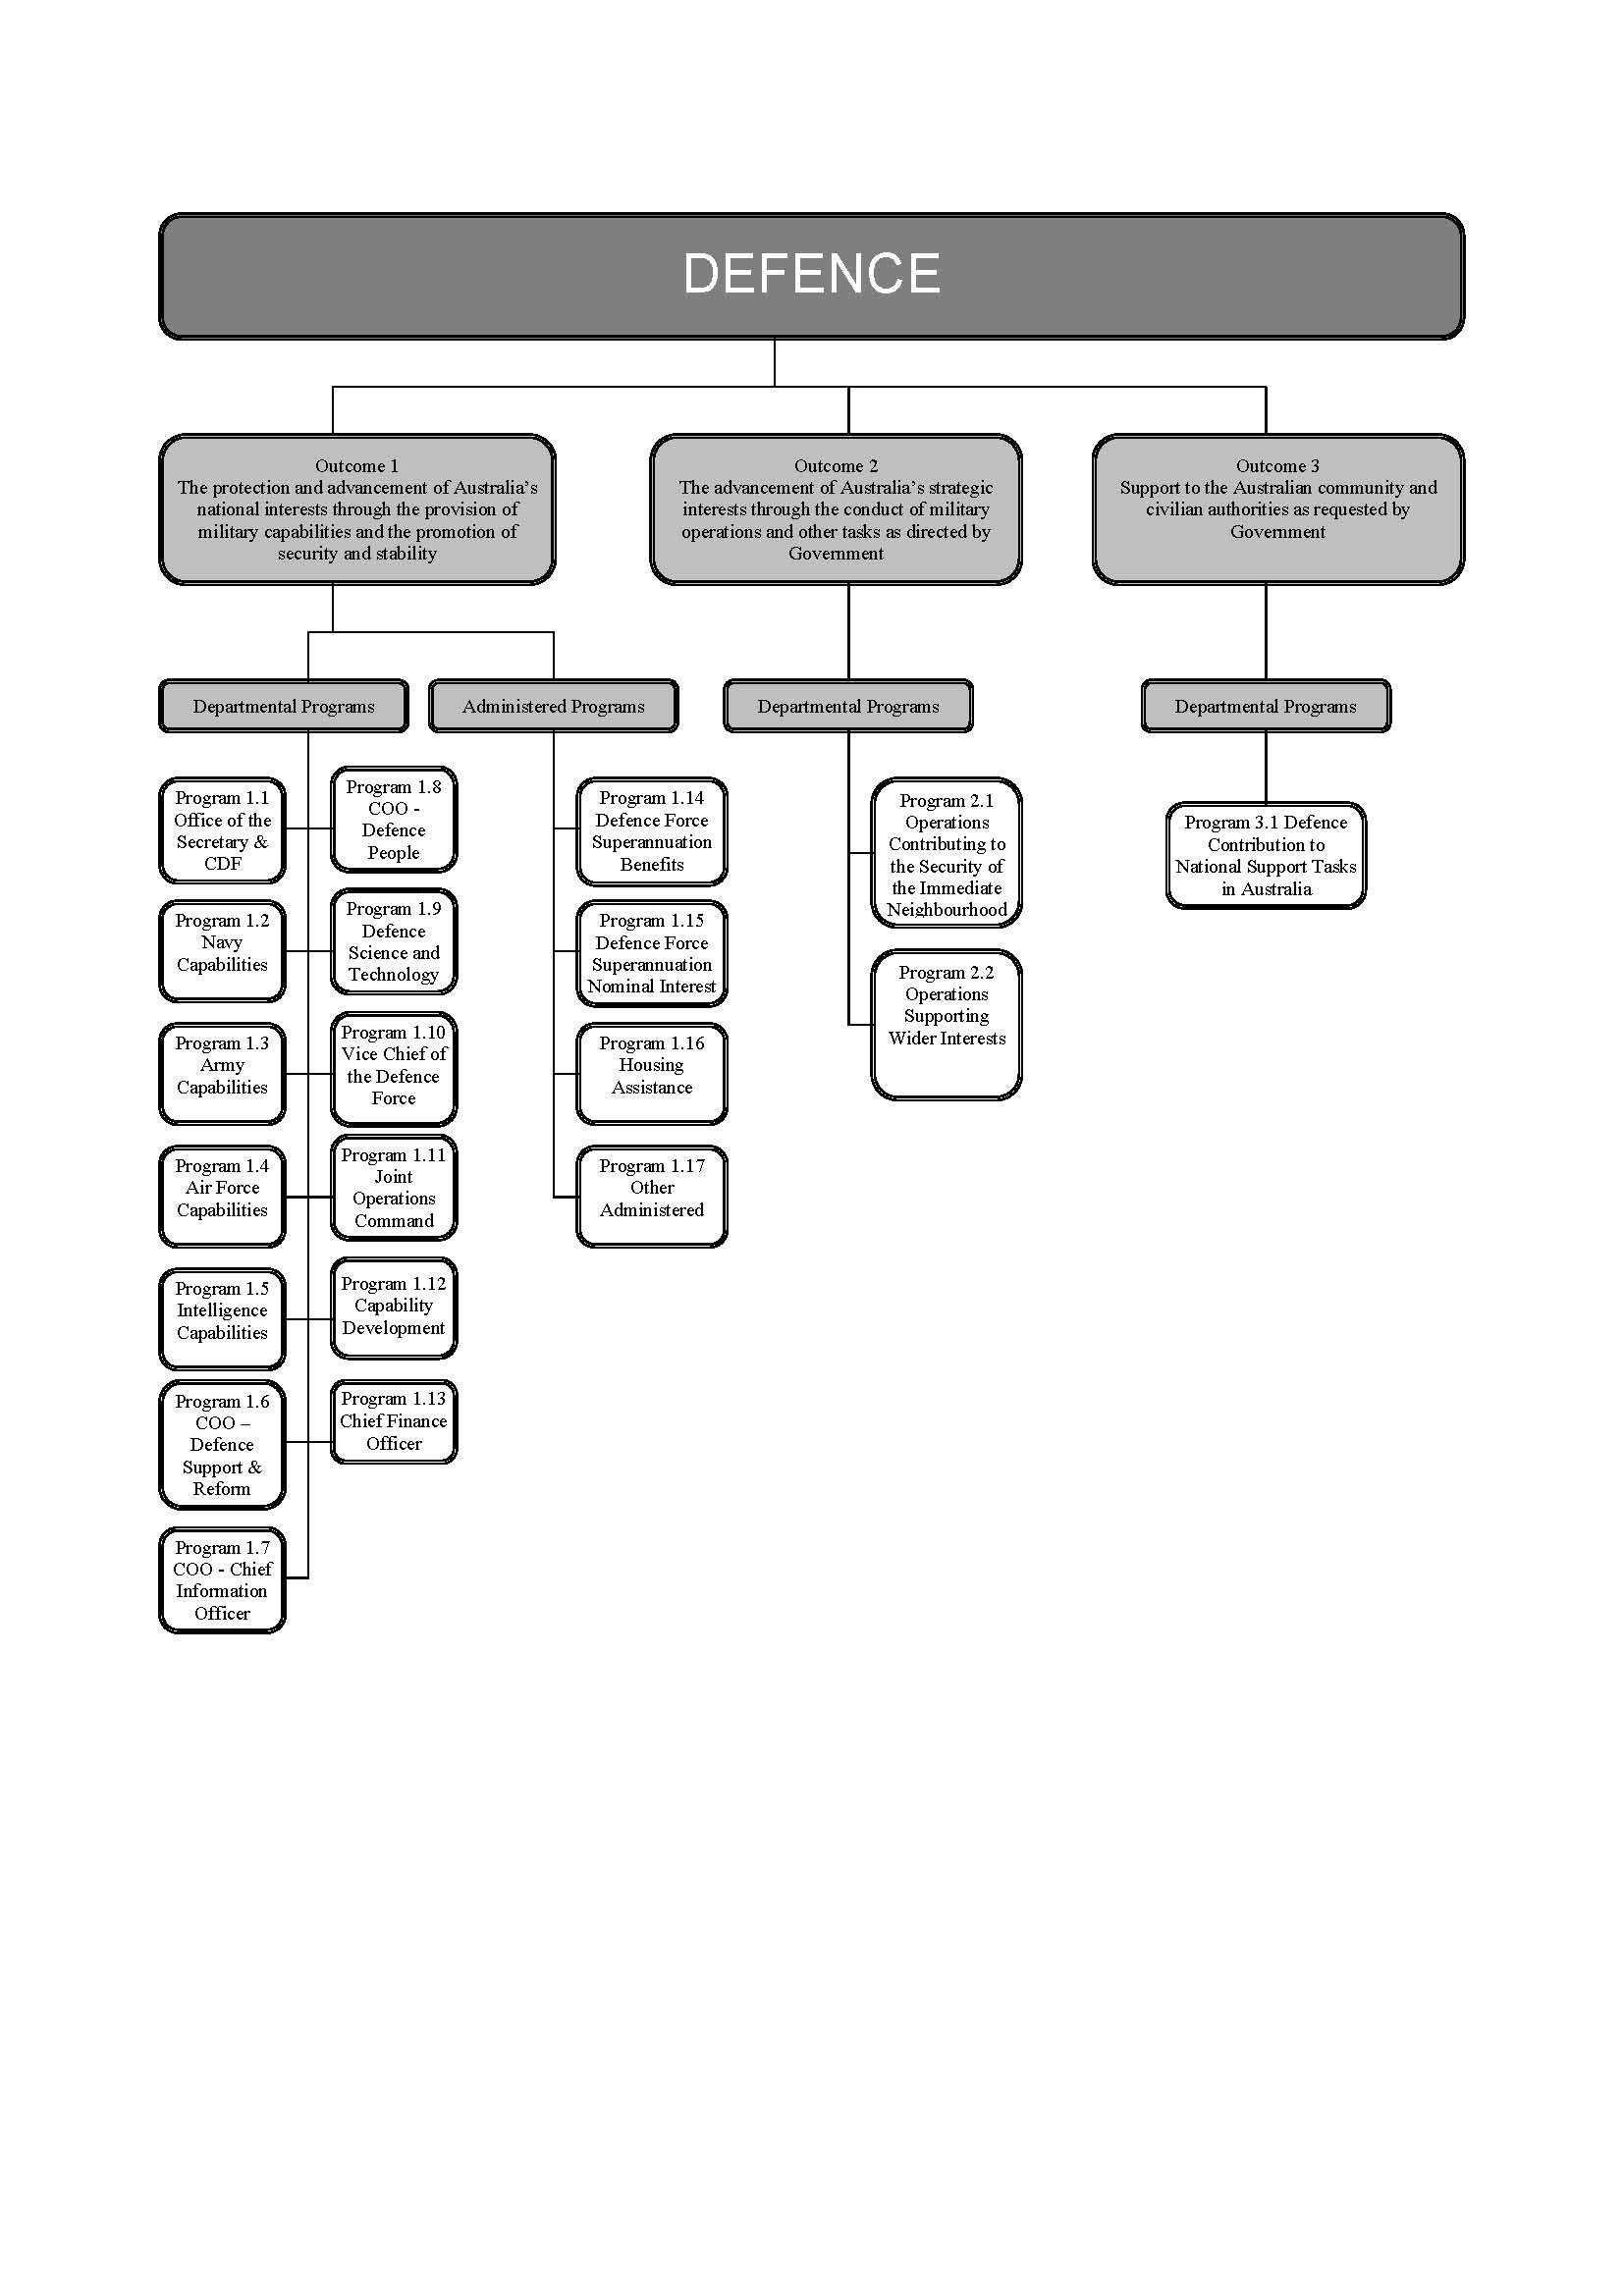 DEFENCE
Outcome 1
The protection and advancement of Australia’s
national interests through the provision of
military capabilities and the promotion of
security and stability
Outcome 2
The advancement of Australia’s strategic
interests through the conduct of military
operations and other tasks as directed by
Government
Outcome 3
Support to the Australian community and
civilian authorities as requested by
Government
Departmental Programs
Administered Programs
Departmental Programs
Departmental Programs
Program 1.1
Office of the
Secretary &
CDF
Program 1.2
Navy
Capabilities
Program 1.3
Army
Capabilities
Program 1.4
Air Force
Capabilities
Program 1.5
Intelligence
Capabilities
Program 1.6
COO –
Defence
Support &
Reform
Program 1.7
COO - Chief
Information
Officer
Program 1.8
COO -
Defence
People
Program 1.9
Defence
Science and
Technology
Program 1.10
Vice Chief of
the Defence
Force
Program 1.11
Joint
Operations
Command
Program 1.12
Capability
Development
Program 1.13
Chief Finance
Officer
Program 1.14
Defence Force
Superannuation
Benefits
Program 1.15
Defence Force
Superannuation
Nominal Interest
Program 1.16
Housing
Assistance
Program 1.17
Other
Administered
Program 2.1
Operations
Contributing to
the Security of
the Immediate
Neighbourhood
Program 2.2
Operations
Supporting
Wider Interests
Program 3.1 Defence
Contribution to
National Support Tasks
in Australia